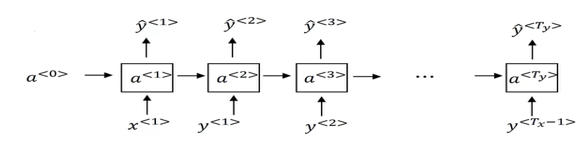 ŷ<1> ŷ<2> ŷ<3> ŷ<Ty>
a<0> a<1> a<2> a<3> ... a<Ty>
x<1> y<1> y<2> y<Tx−1>